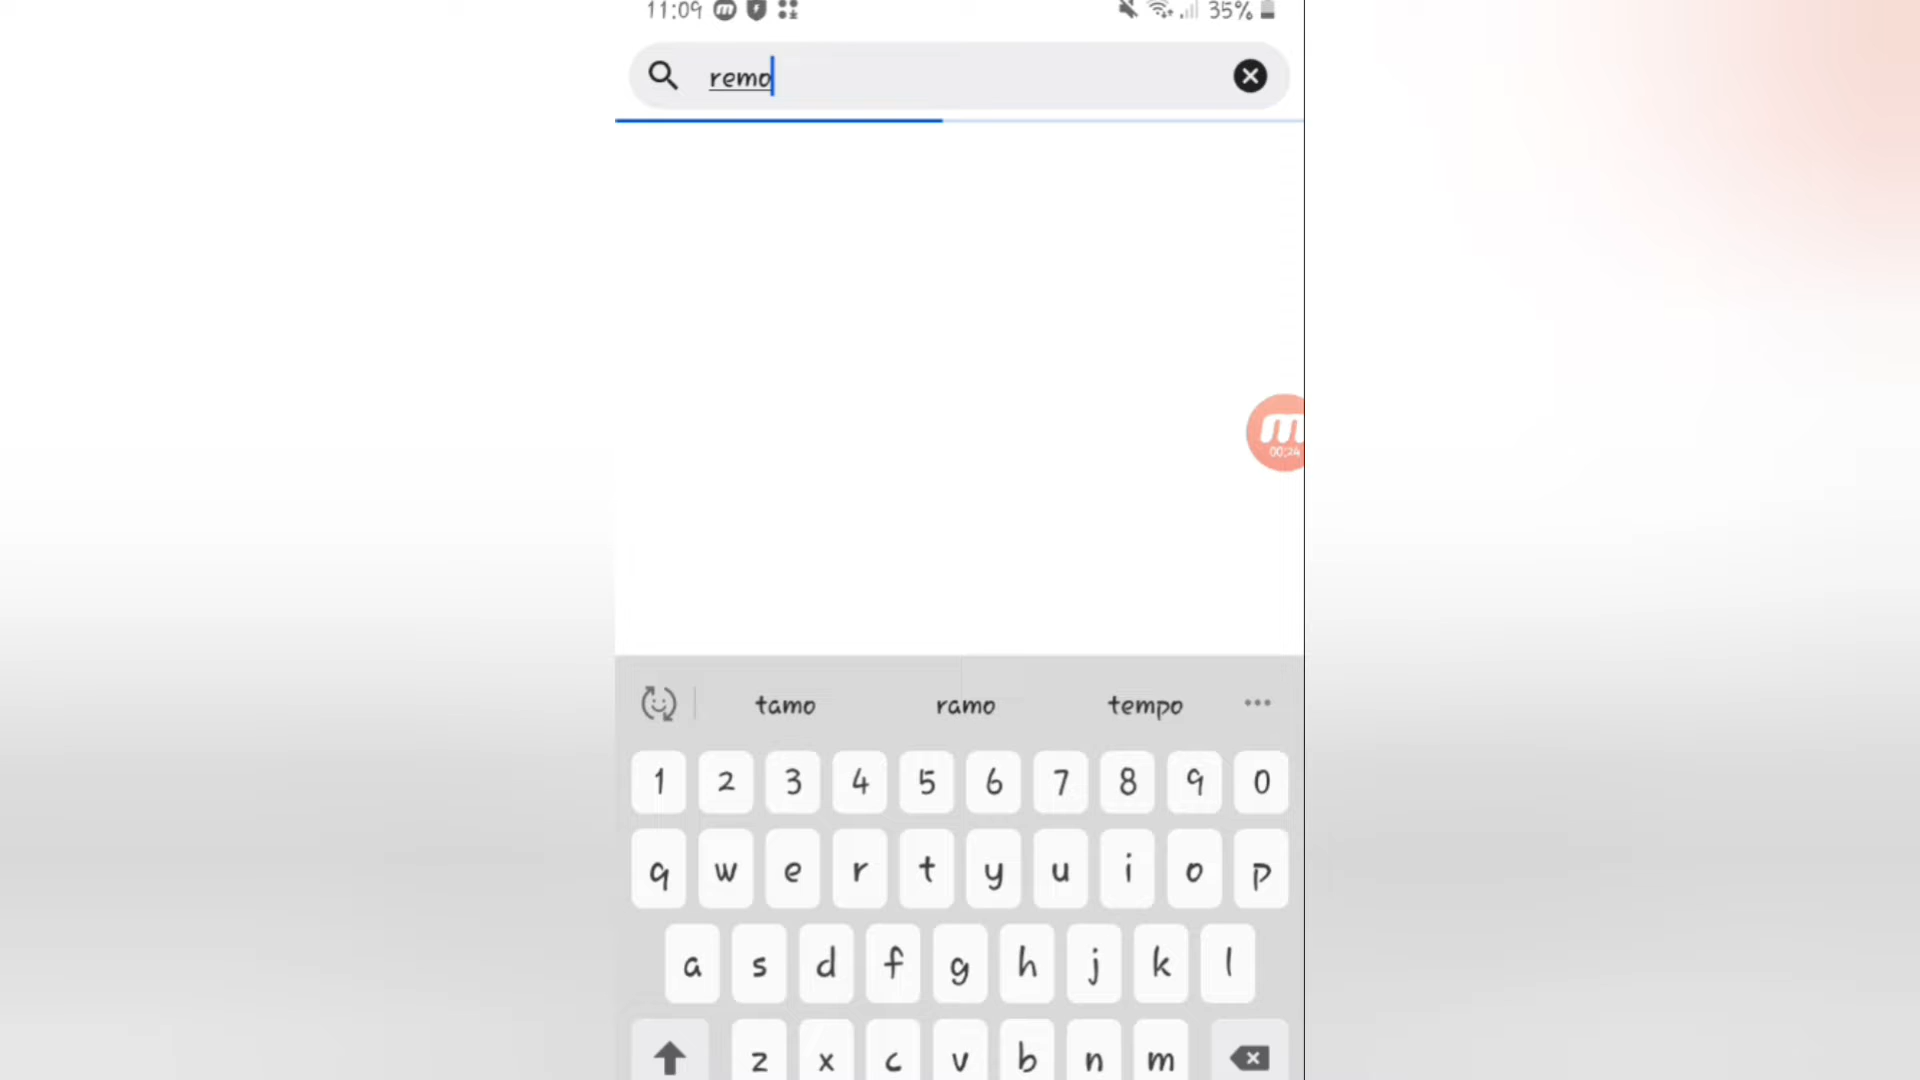 11:09 35%
remo
m
00:24
tamo ramo tempo
1 2 3 4 5 6 7 8 9 0
q w e r t y u i o p
a s d f g h j k l
z x c v b n m